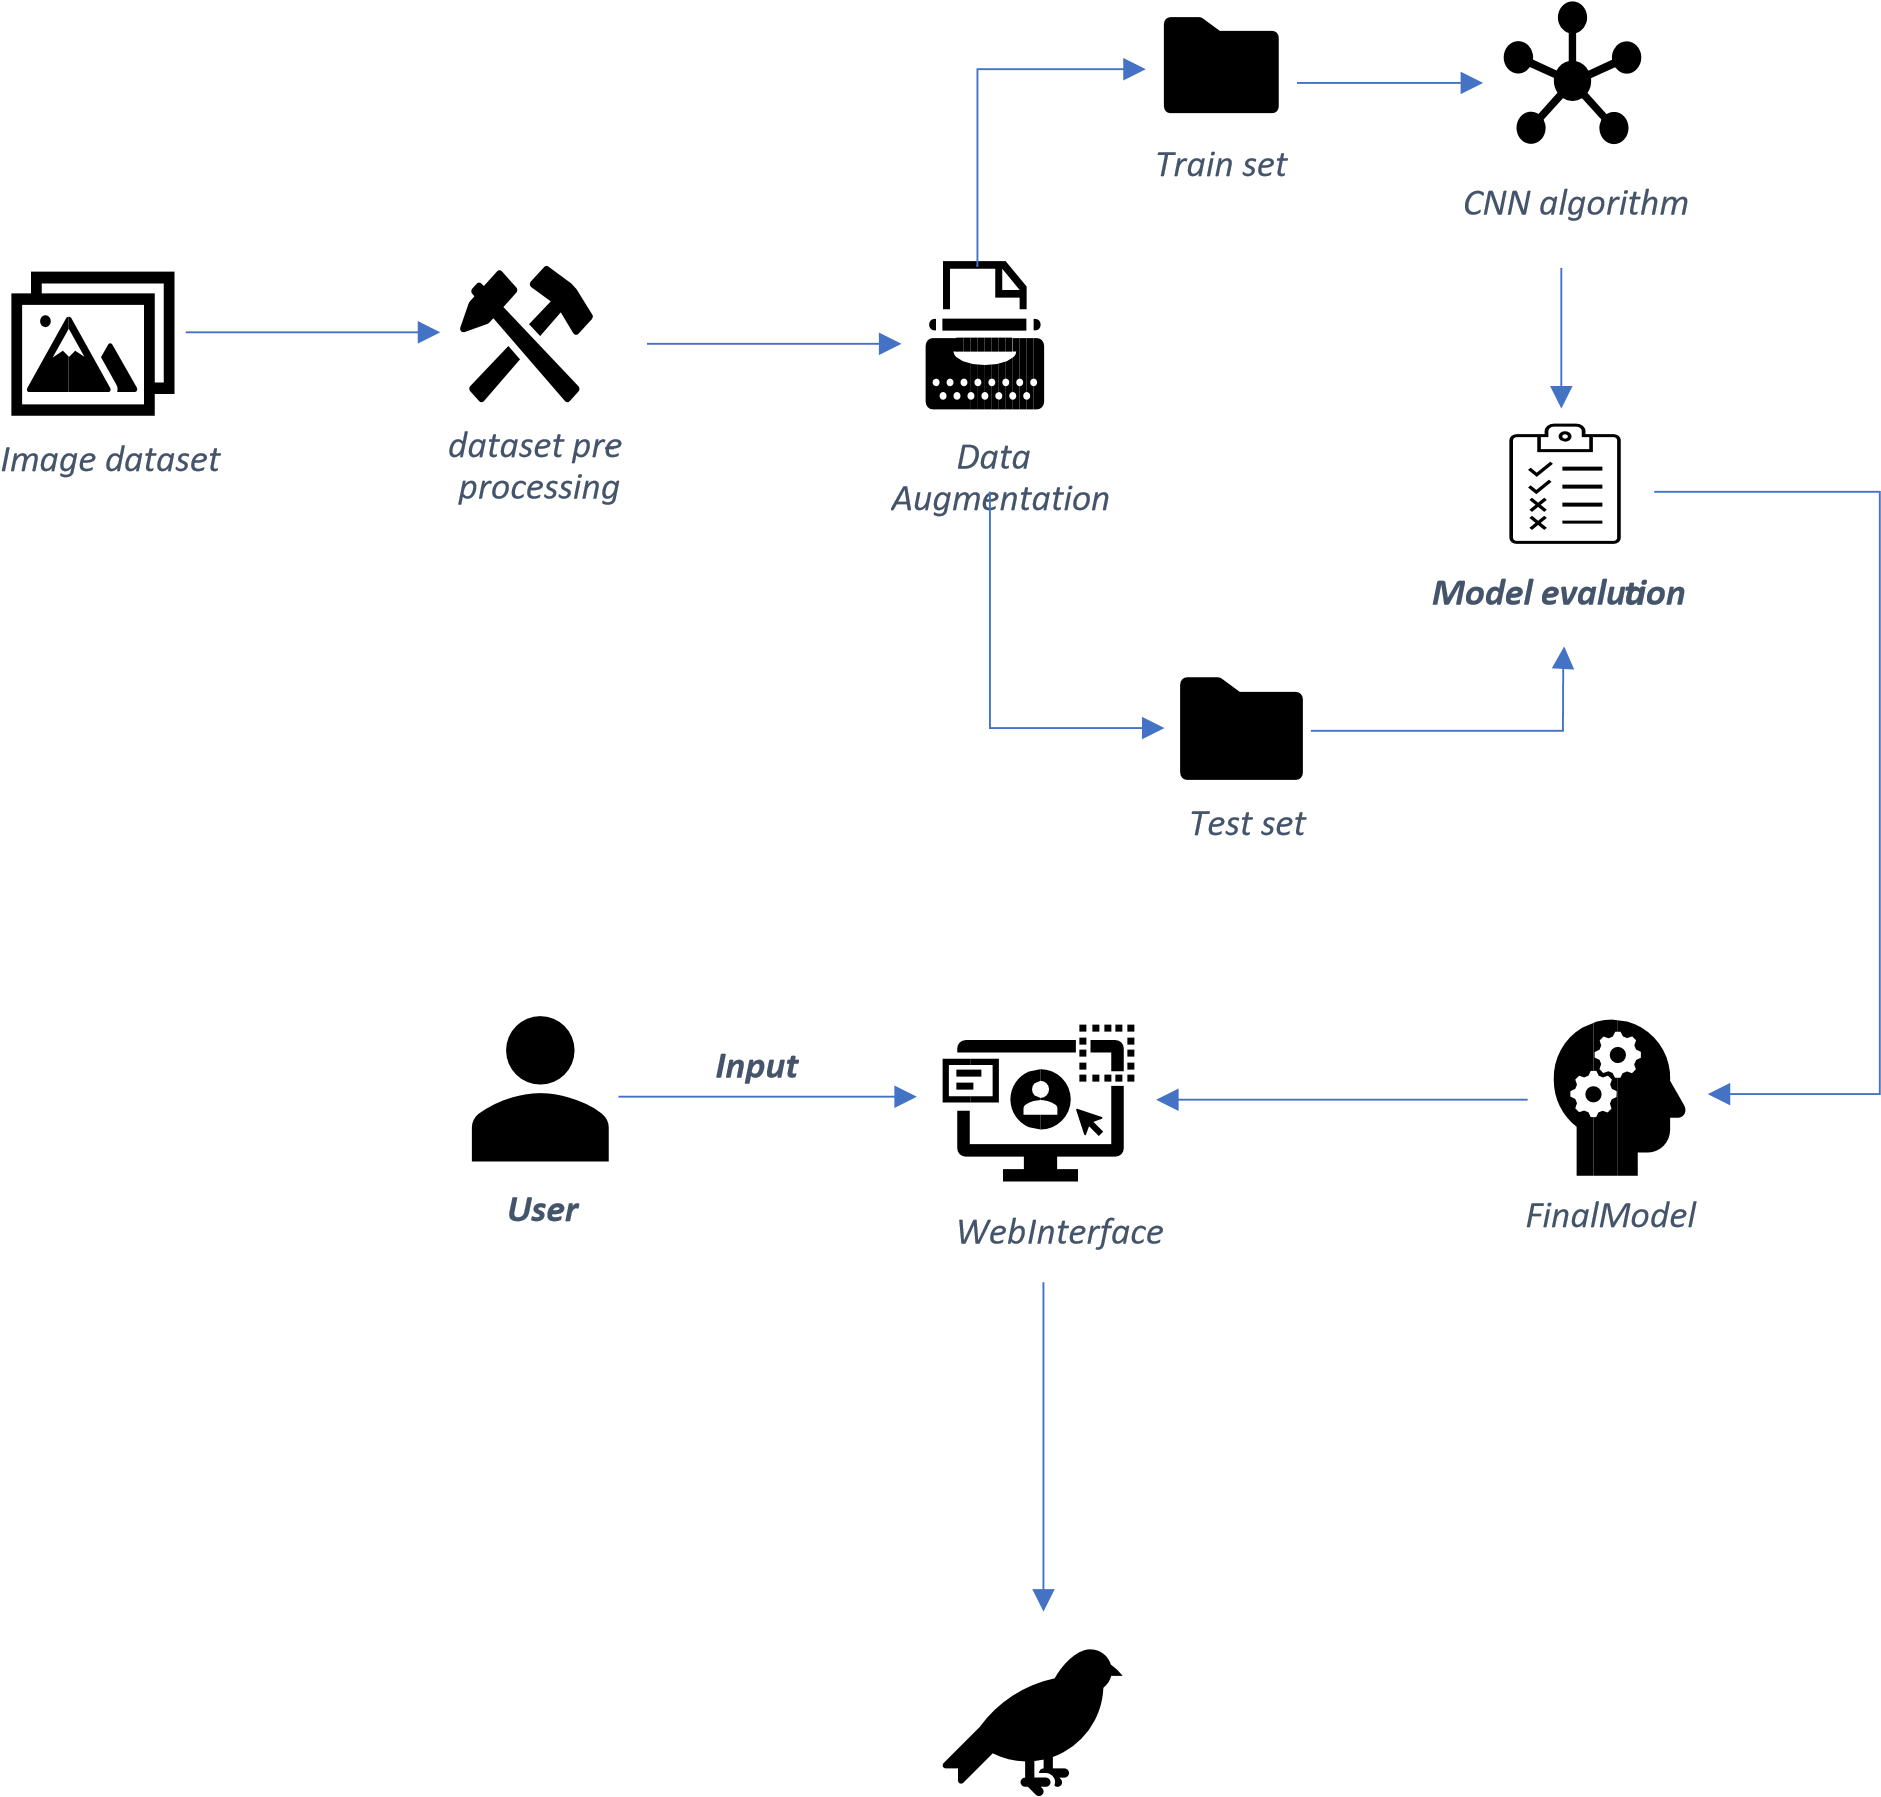 Train set
CNN algorithm
Image dataset
dataset pre
processing
Data
Augmentation
Model evalution
Test set
Input
User
WebInterface
FinalModel